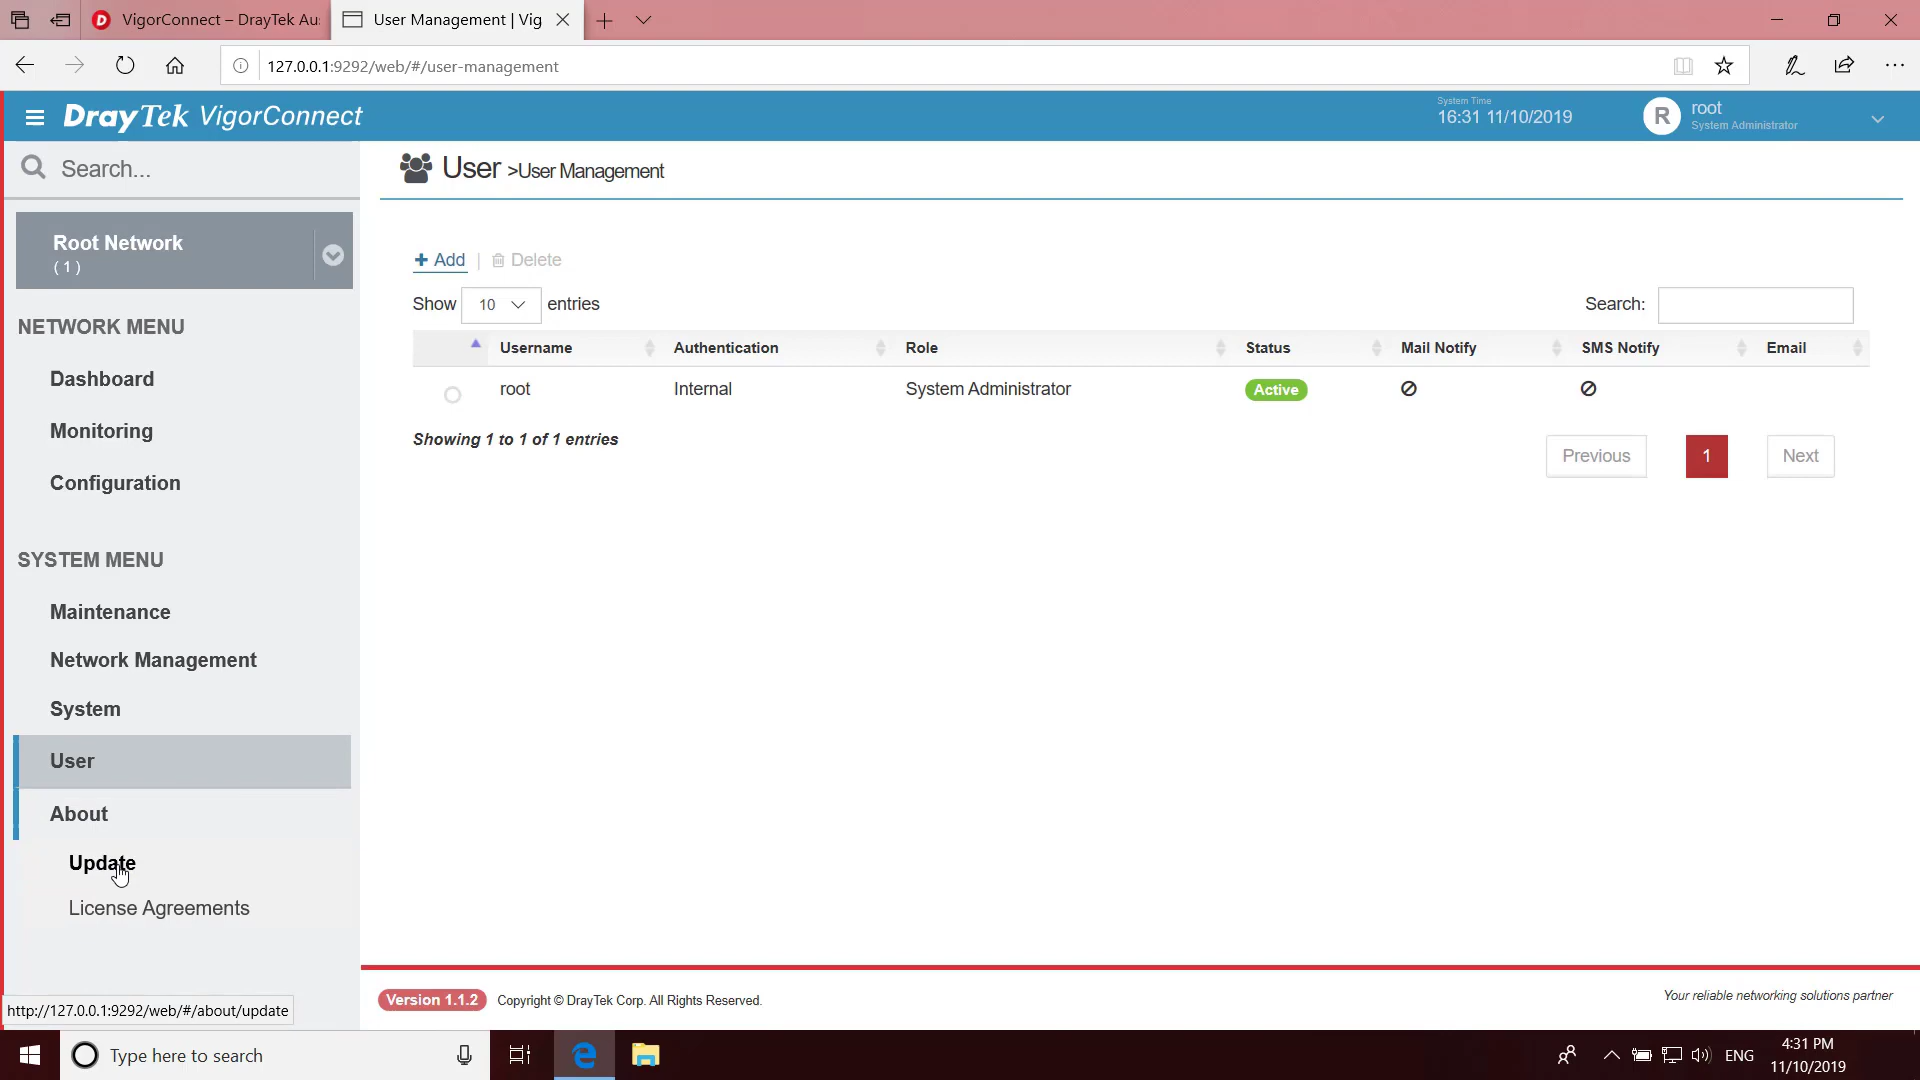 VigorConnect – DrayTek Au
User Management | Vig
127.0.0.1:9292/web/#/user-management
DrayTek VigorConnect
System Time
16:31 11/10/2019
R
root
System Administrator
Search...
Root Network
( 1 )
NETWORK MENU
Dashboard
Monitoring
Configuration
SYSTEM MENU
Maintenance
Network Management
System
User
About
Update
License Agreements
http://127.0.0.1:9292/web/#/about/update
User >User Management
+ Add | Delete
Show 10 entries
Search:
Username Authentication Role Status Mail Notify SMS Notify Email
root Internal System Administrator Active
Showing 1 to 1 of 1 entries
Previous 1 Next
Version 1.1.2 Copyright © DrayTek Corp. All Rights Reserved.
Your reliable networking solutions partner
Type here to search
ENG
4:31 PM
11/10/2019